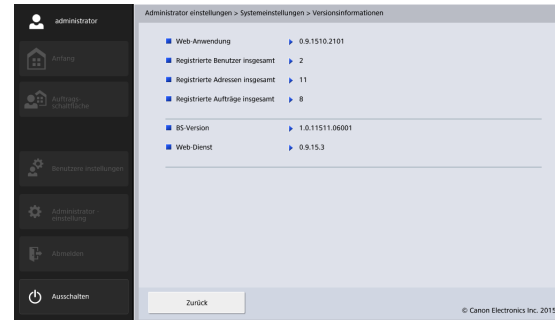 administrator
Administrator einstellungen > Systemeinstellungen > Versionsinformationen
Anfang
Auftrags-
schaltfläche
Benutzers instellungen
Administrator-
einstellung
Abmelden
Ausschalten
Web-Anwendung 0.9.1510.2101
Registrierte Benutzer insgesamt 2
Registrierte Adressen insgesamt 11
Registrierte Aufträge insgesamt 8
BS-Version 1.0.11511.06001
Web-Dienst 0.9.15.3
Zurück
© Canon Electronics Inc. 2015